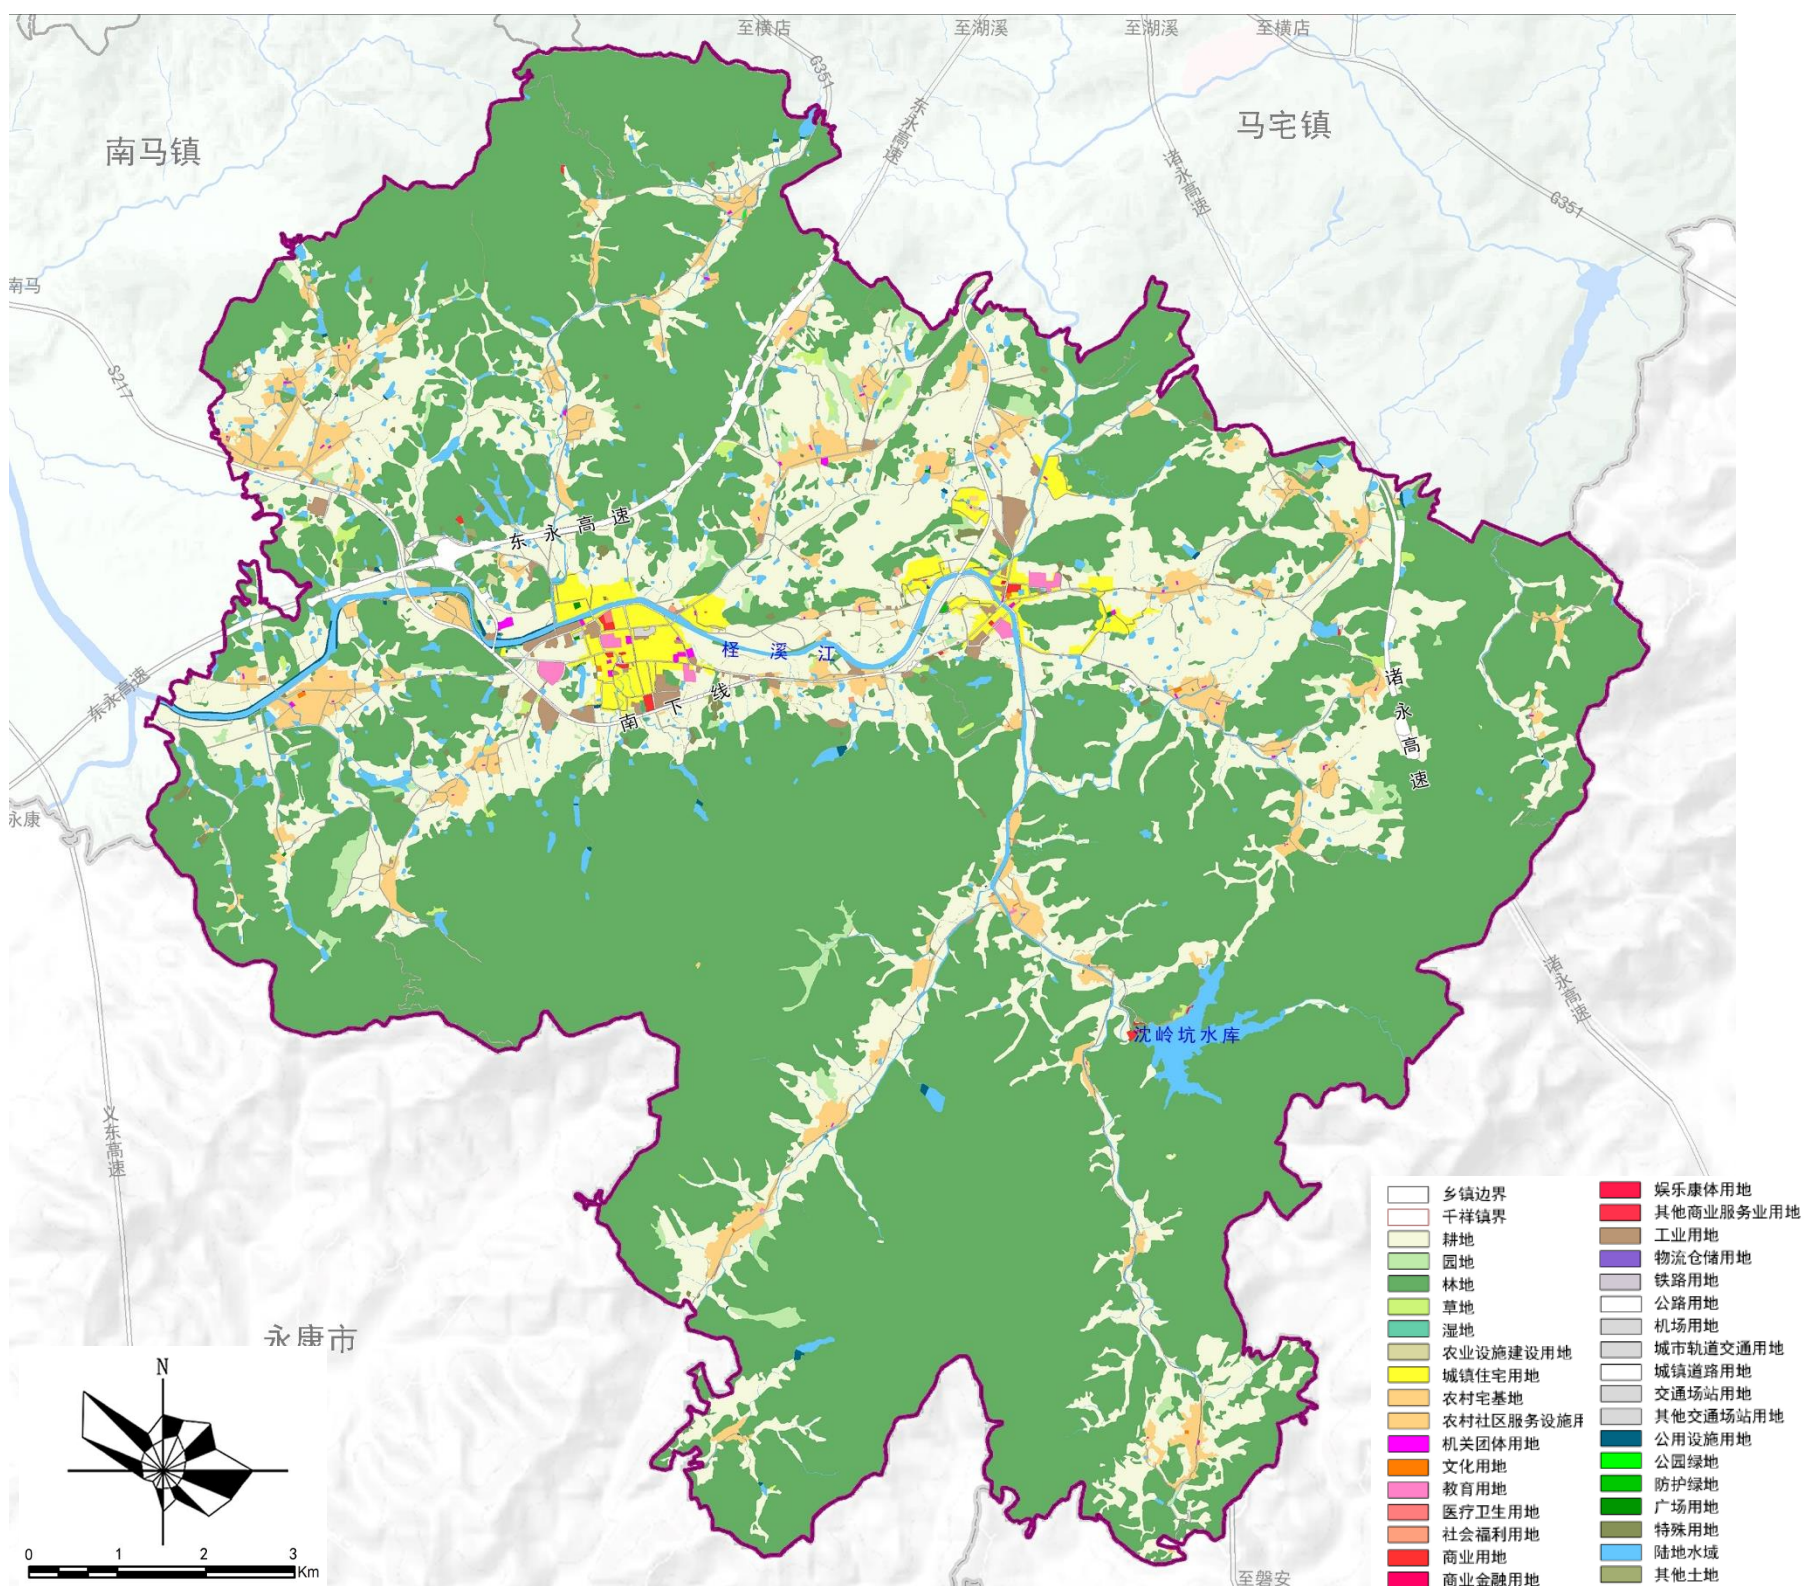 至横店
至湖溪
至湖溪
至横店
G351
东永高速
南马镇
马宅镇
诸永高速
G351
南马
S217
东永高速
东永高速
柽溪江
南下线
诸永高速
永康
沈岭坑水库
诸永高速
义东高速
永康市
至磐安
N
0 1 2 3 Km
乡镇边界
千祥镇界
耕地
园地
林地
草地
湿地
农业设施建设用地
城镇住宅用地
农村宅基地
农村社区服务设施用
机关团体用地
文化用地
教育用地
医疗卫生用地
社会福利用地
商业用地
商业金融用地
娱乐康体用地
其他商业服务业用地
工业用地
物流仓储用地
铁路用地
公路用地
机场用地
城市轨道交通用地
城镇道路用地
交通场站用地
其他交通场站用地
公用设施用地
公园绿地
防护绿地
广场用地
特殊用地
陆地水域
其他土地